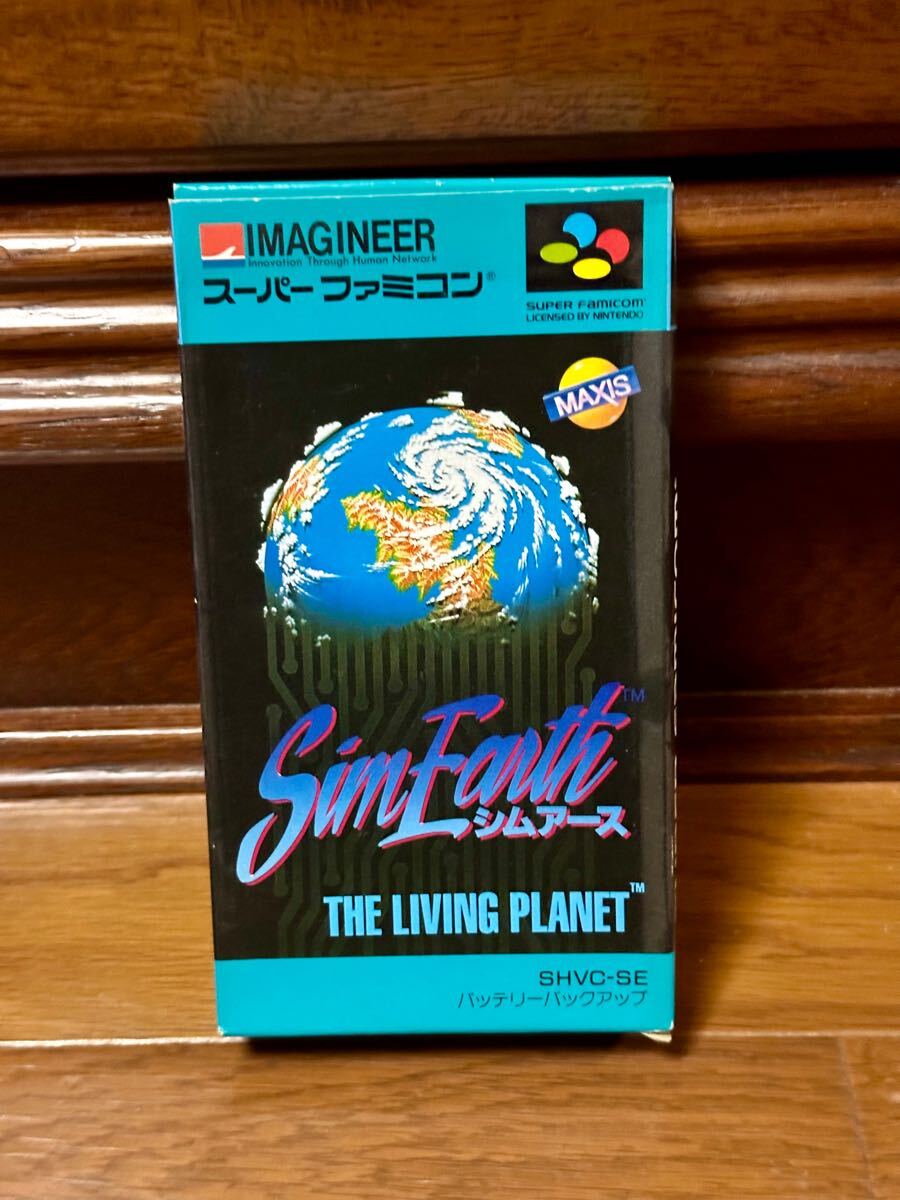 IMAGINEER
Innovation Through Human Network
スーパーファミコン®
SUPER FAMICOM
LICENSED BY NINTENDO
MAXIS
SimEarth™
シムアース
THE LIVING PLANET™
SHVC-SE
バッテリーバックアップ